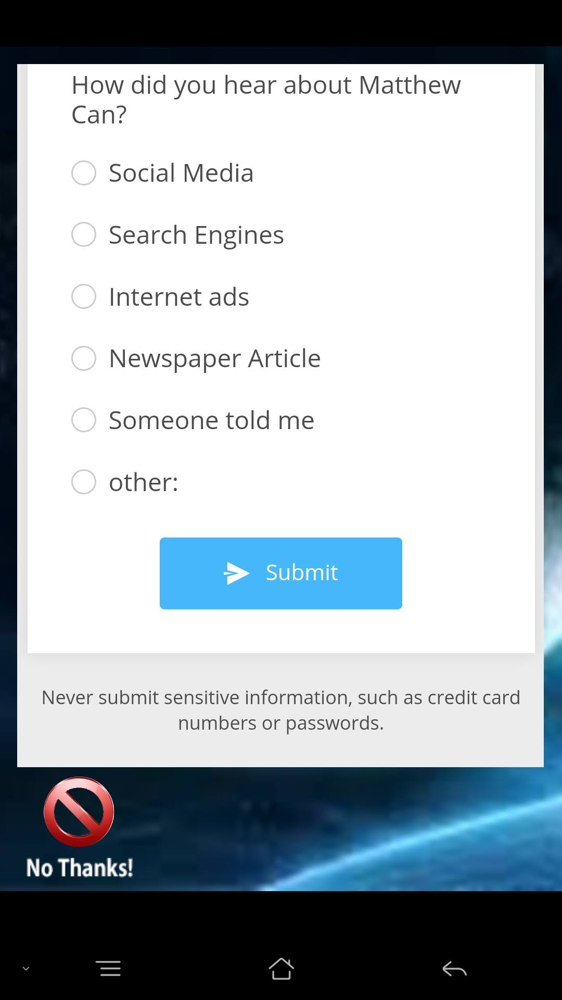 How did you hear about Matthew
Can?
Social Media
Search Engines
Internet ads
Newspaper Article
Someone told me
other:
Submit
Never submit sensitive information, such as credit card
numbers or passwords.
No Thanks!